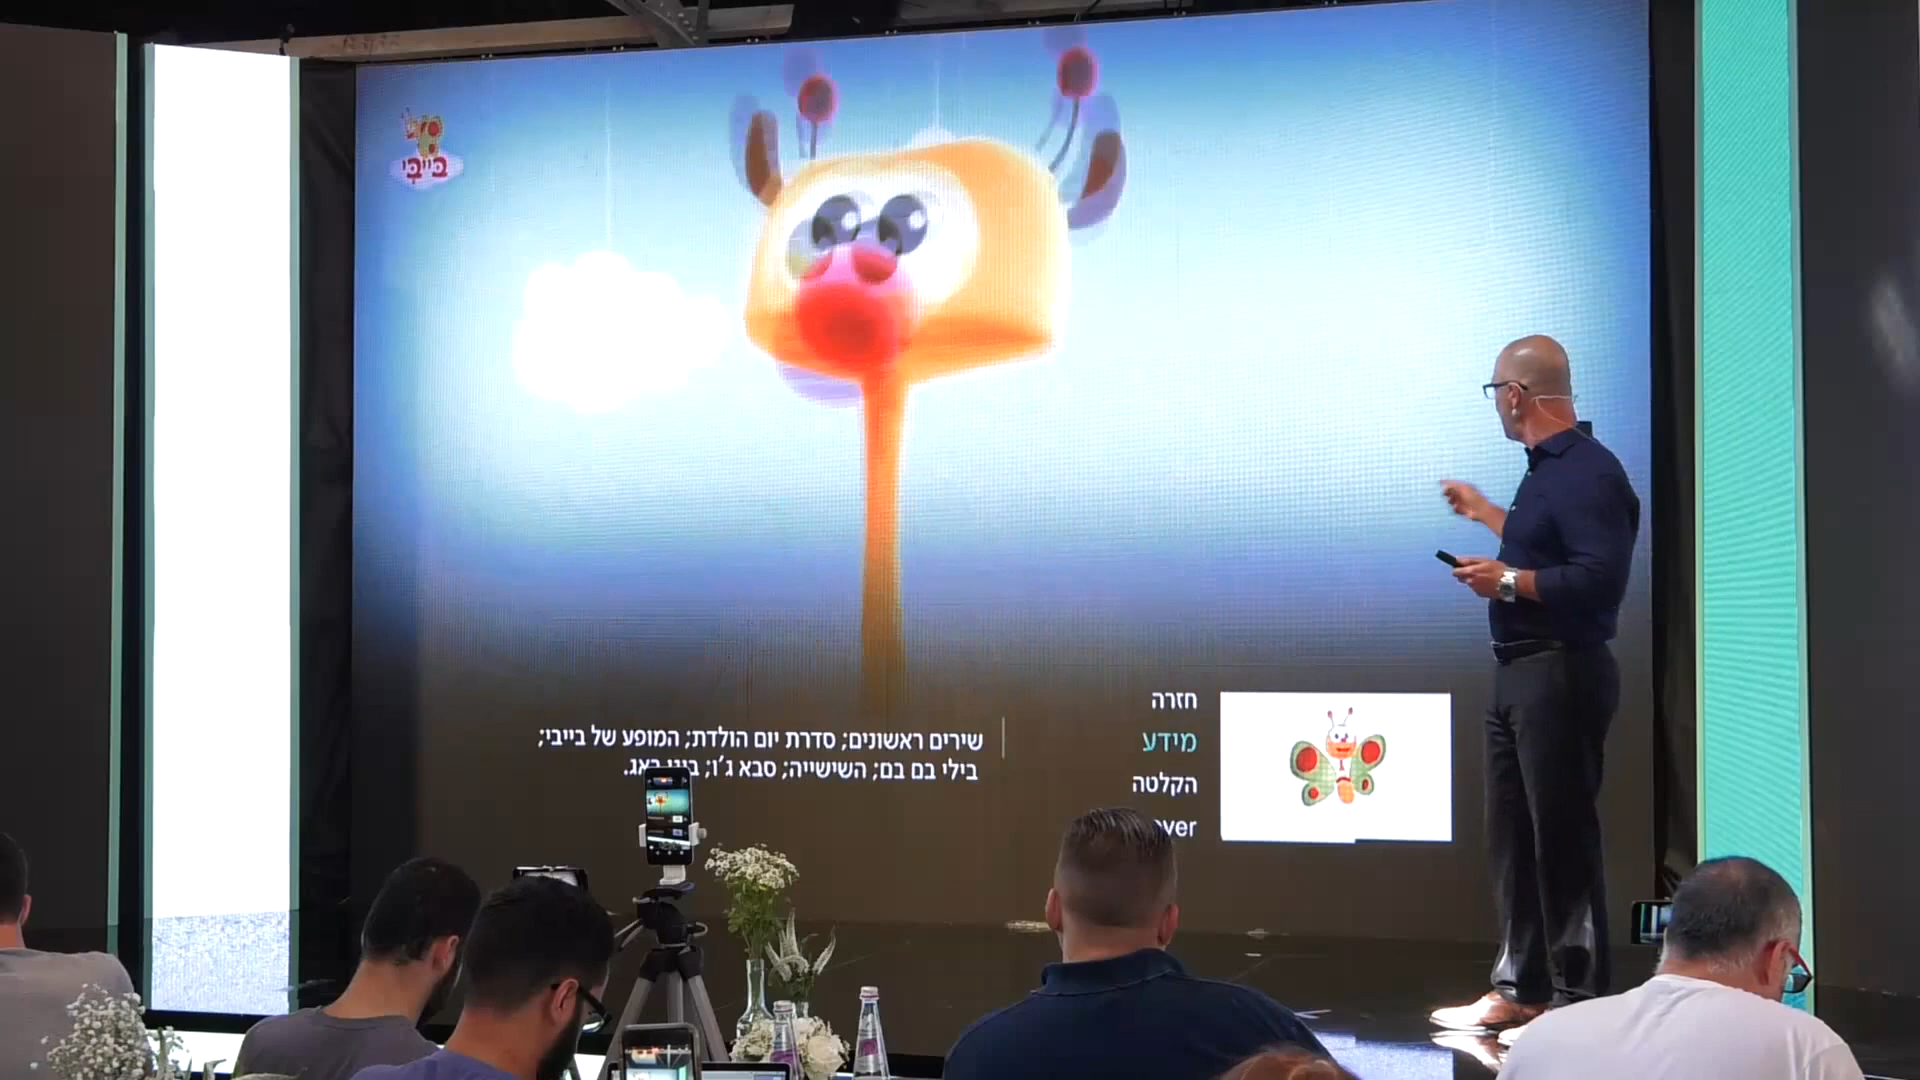 בייבי
שירים ראשונים; סדרת יום הולדת; המופע של בייבי;
בילי בם בם; השישייה; סבא ג'ו;
חזרה
מידע
הקלטה